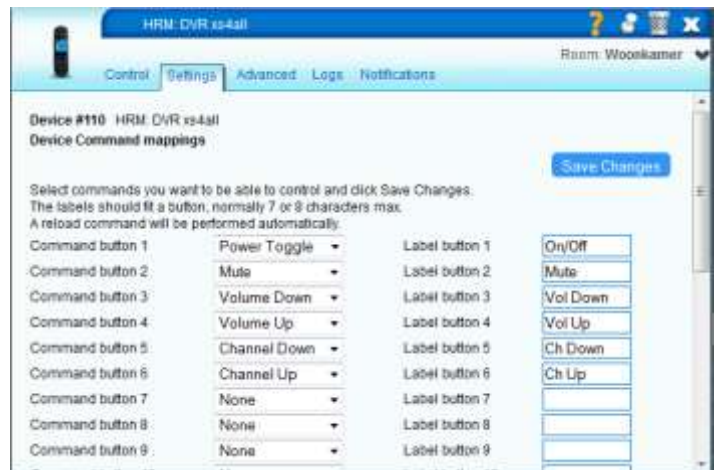 HRM: DVR xs4all
?
Room: Woonkamer
Control Settings Advanced Logs Notifications
Device #110 HRM: DVR xs4all
Device Command mappings
Save Changes
Select commands you want to be able to control and click Save Changes.
The labels should fit a button, normally 7 or 8 characters max.
A reload command will be performed automatically.
Command button 1 Power Toggle Label button 1 On/Off
Command button 2 Mute Label button 2 Mute
Command button 3 Volume Down Label button 3 Vol Down
Command button 4 Volume Up Label button 4 Vol Up
Command button 5 Channel Down Label button 5 Ch Down
Command button 6 Channel Up Label button 6 Ch Up
Command button 7 None Label button 7
Command button 8 None Label button 8
Command button 9 None Label button 9